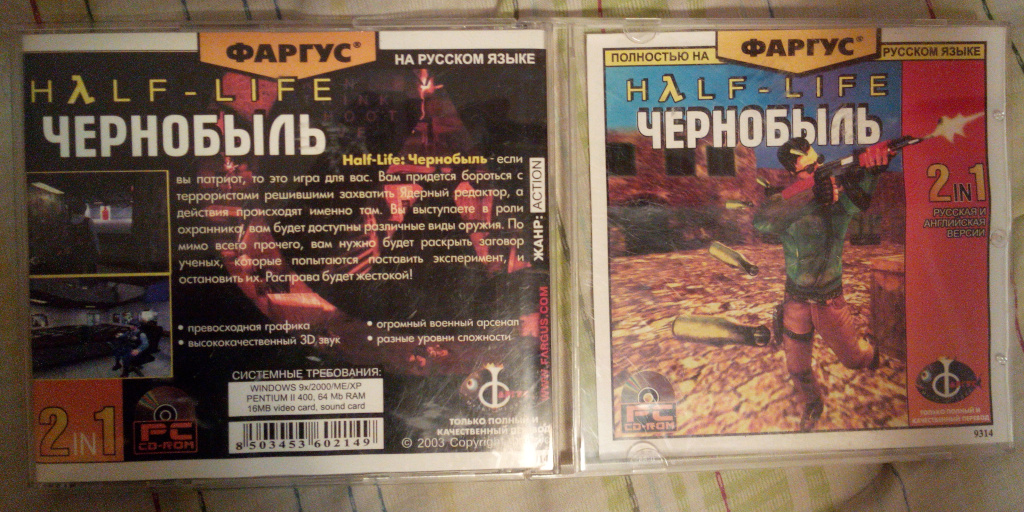 ФАРГУС®
НА РУССКОМ ЯЗЫКЕ
HλLF-LIFE
ЧЕРНОБЫЛЬ
Half-Life: Чернобыль - если
вы патриот, то это игра для вас. Вам придется бороться с
террористами решившими захватить Ядерный редактор, а
действия происходят именно там. Вы выступаете в роли
охранника, вам будет доступны различные виды оружия. По
мимо всего прочего, вам нужно будет раскрыть заговор
ученых, которые попытаются поставить эксперимент, и
остановить их. Расправа будет жестокой!
ЖАНР: ACTION
• превосходная графика
• высококачественный 3D звук
• огромный военный арсенал
• разные уровни сложности
WWW.FARGUS.COM
СИСТЕМНЫЕ ТРЕБОВАНИЯ:
WINDOWS 9x/2000/ME/XP
PENTIUM II 400, 64 Mb RAM
16MB video card, sound card
2 IN 1
PC
CD-ROM
8 503453 602149
ТОЛЬКО ПОЛНЫЙ И
КАЧЕСТВЕННЫЙ ПЕРЕВОД
© 2003 Copyright
ПОЛНОСТЬЮ НА
ФАРГУС®
РУССКОМ ЯЗЫКЕ
HλLF-LIFE
ЧЕРНОБЫЛЬ
2 IN 1
РУССКАЯ И
АНГЛИЙСКАЯ
ВЕРСИИ
PC
CD-ROM
ТОЛЬКО ПОЛНЫЙ И
КАЧЕСТВЕННЫЙ ПЕРЕВОД
9314